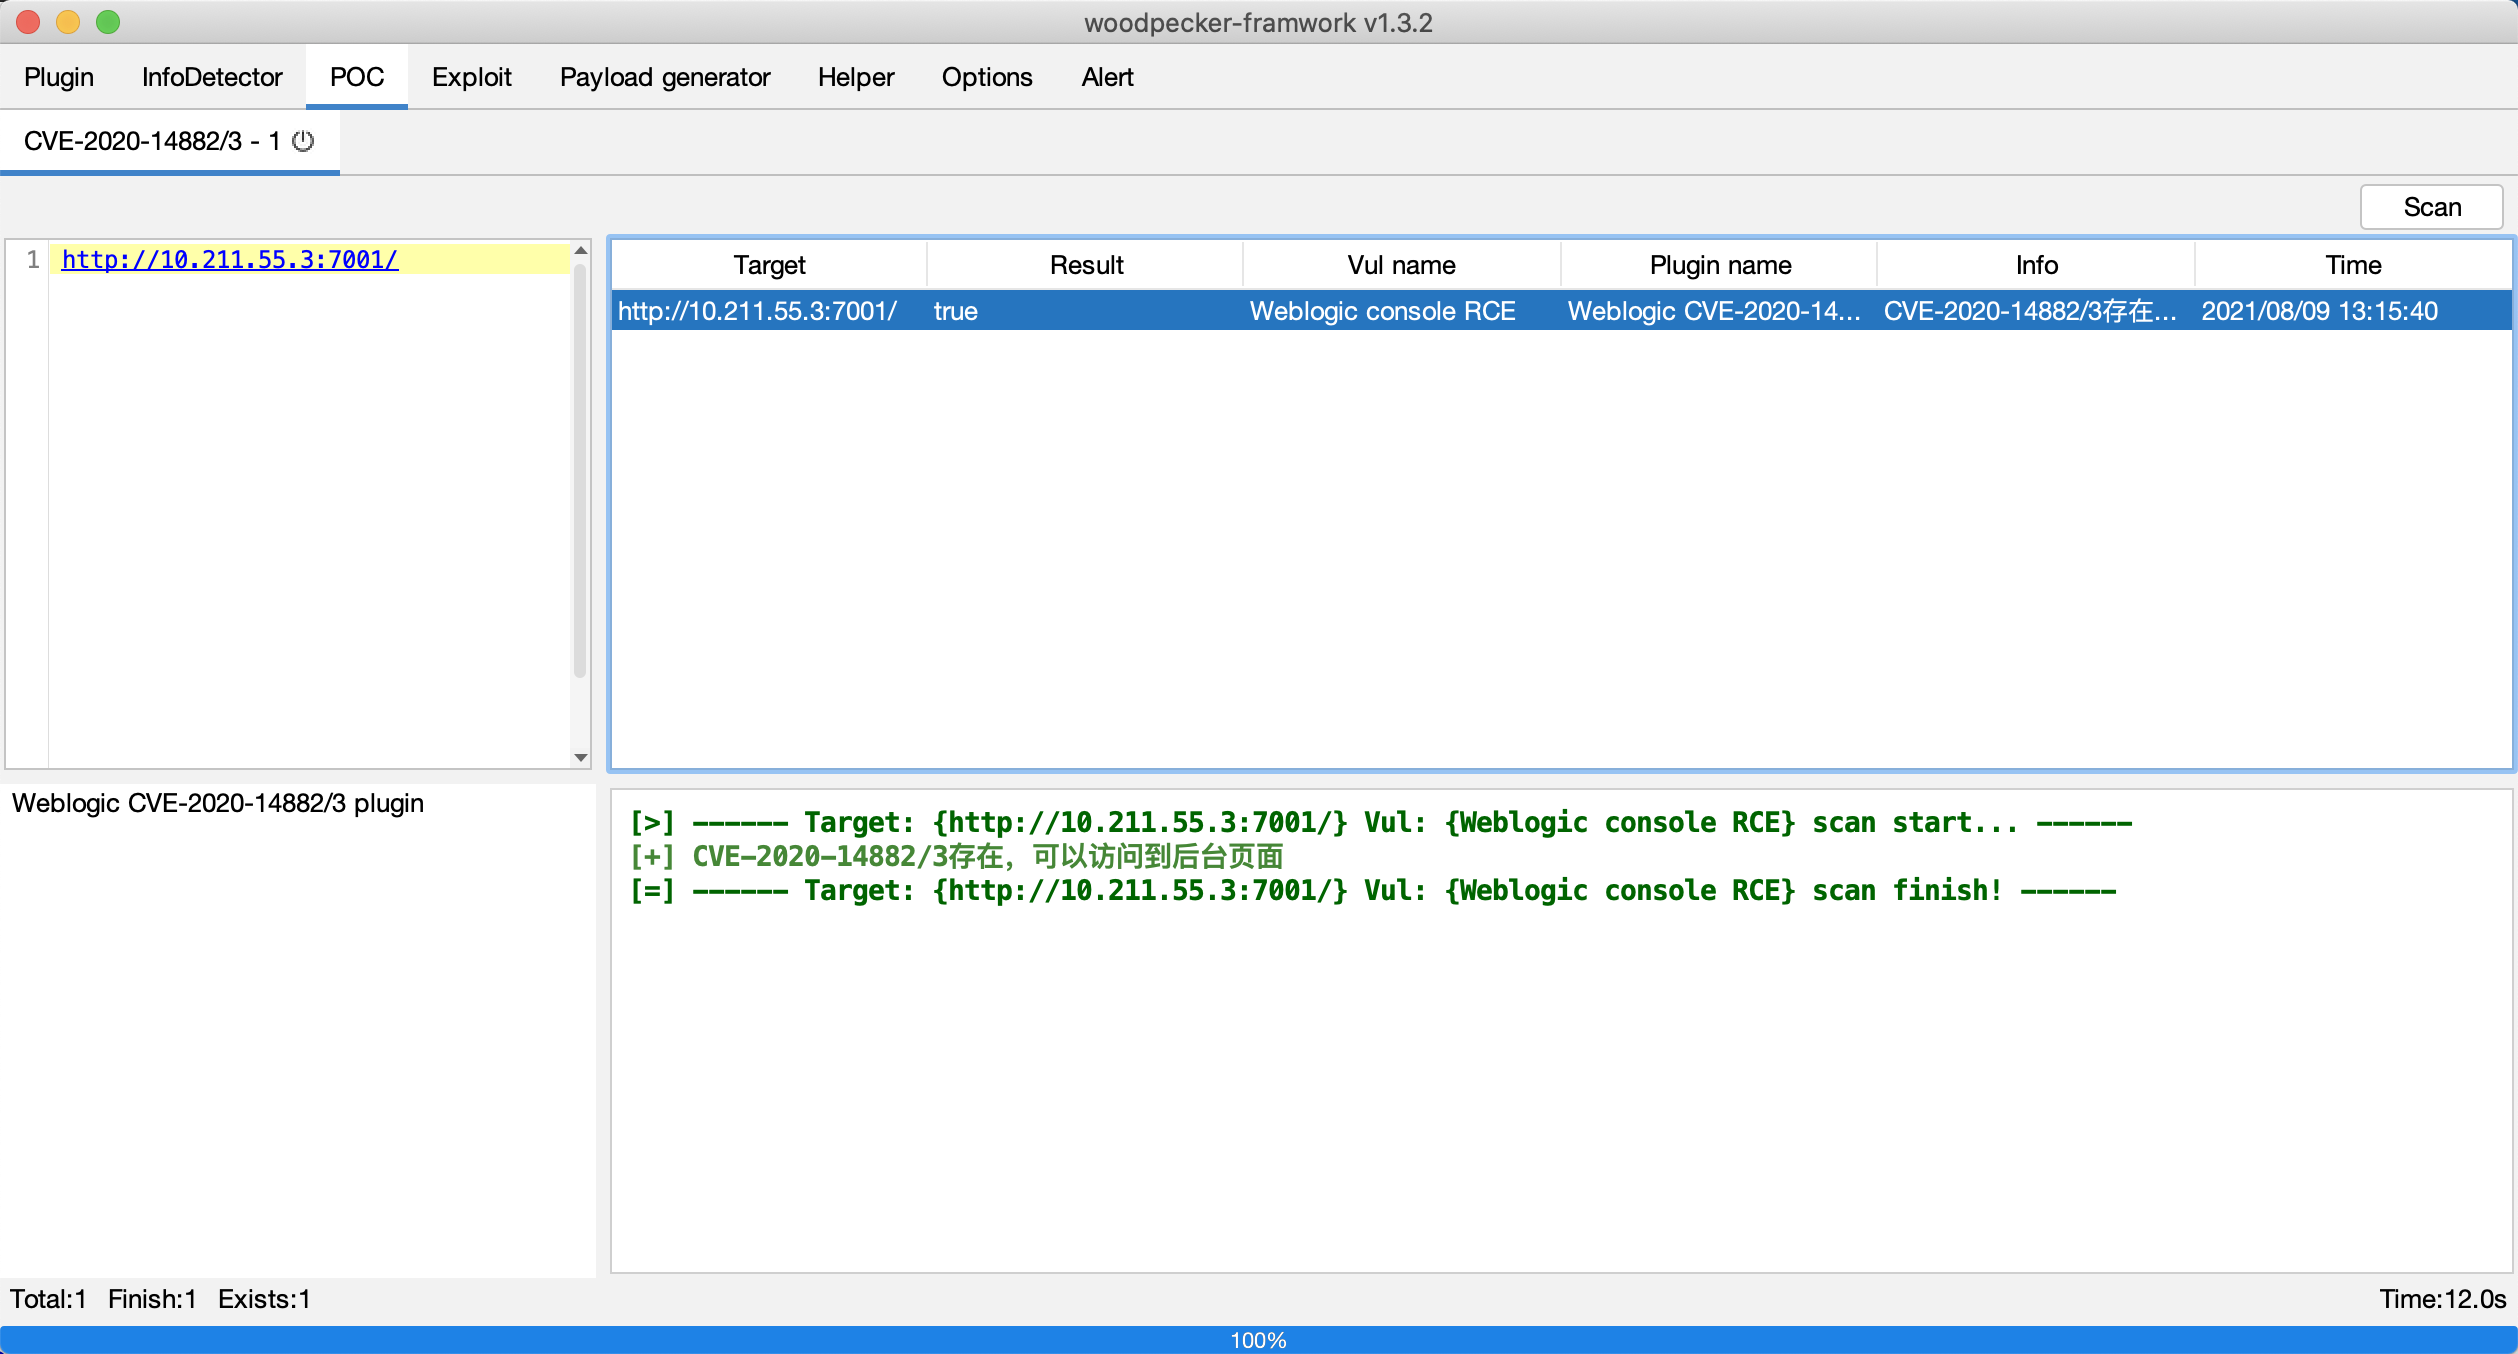 woodpecker-framwork v1.3.2
Plugin InfoDetector POC Exploit Payload generator Helper Options Alert
CVE-2020-14882/3 - 1
Scan
1 http://10.211.55.3:7001/
Target Result Vul name Plugin name Info Time
http://10.211.55.3:7001/ true Weblogic console RCE Weblogic CVE-2020-14... CVE-2020-14882/3存在... 2021/08/09 13:15:40
Weblogic CVE-2020-14882/3 plugin
[>] ------ Target: {http://10.211.55.3:7001/} Vul: {Weblogic console RCE} scan start... ------
[+] CVE-2020-14882/3存在，可以访问到后台页面
[=] ------ Target: {http://10.211.55.3:7001/} Vul: {Weblogic console RCE} scan finish! ------
Total:1 Finish:1 Exists:1
Time:12.0s
100%